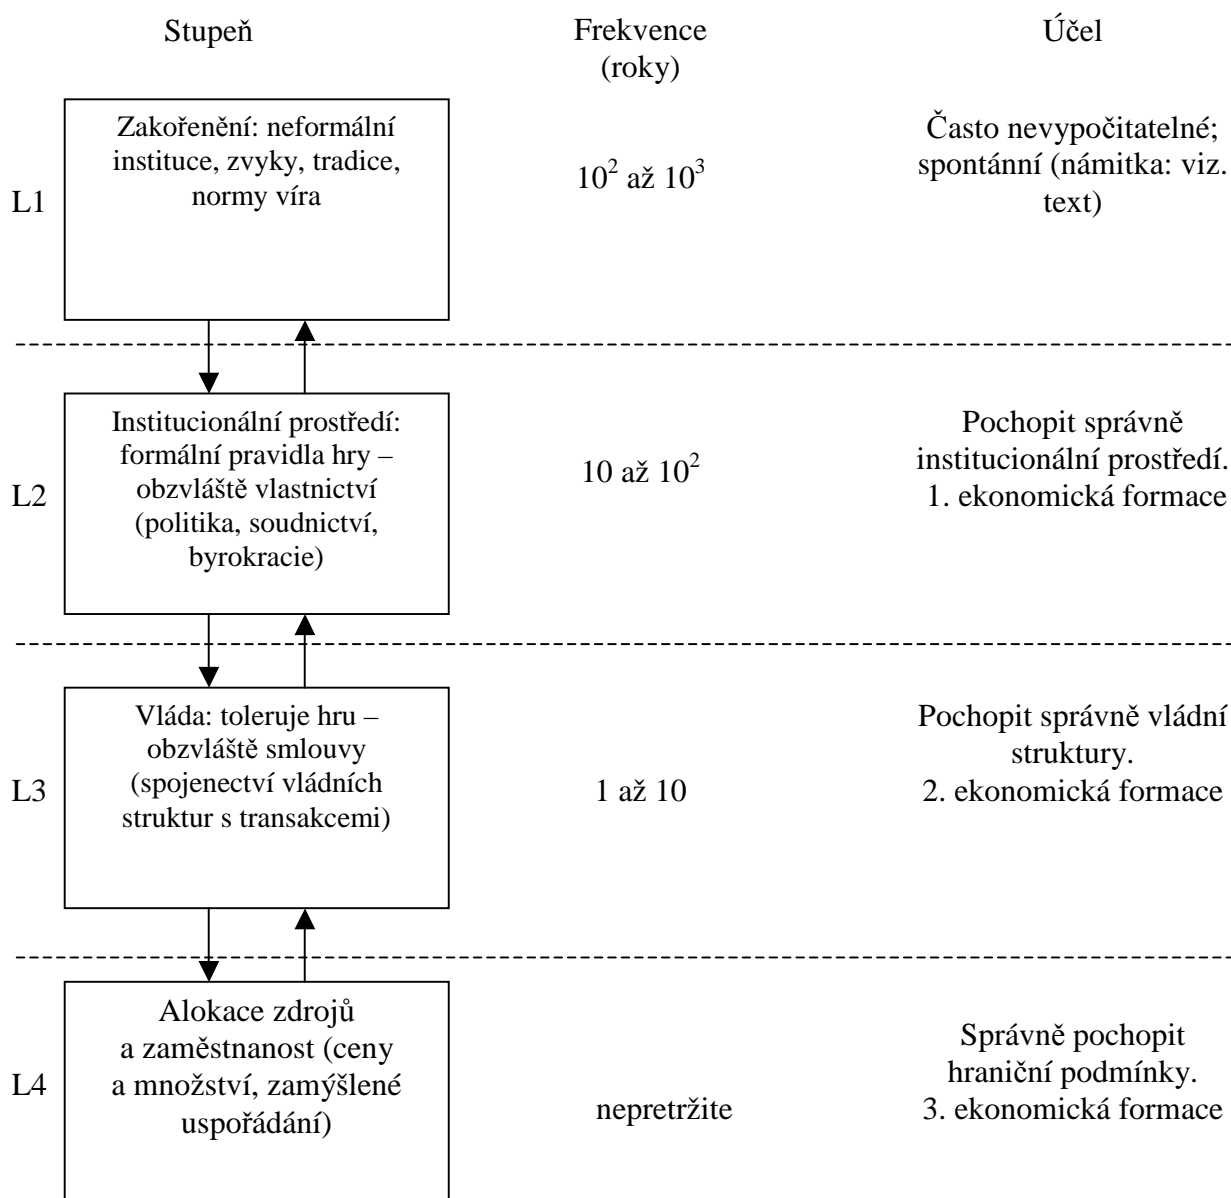 Stupeň
Frekvence
(roky)
Účel
L1
Zakořenění: neformální
instituce, zvyky, tradice,
normy víra
10² až 10³
Často nevypočitatelné;
spontánní (námitka: viz.
text)
L2
Institucionální prostředí:
formální pravidla hry –
obzvláště vlastnictví
(politika, soudnictví,
byrokracie)
10 až 10²
Pochopit správně
institucionální prostředí.
1. ekonomická formace
L3
Vláda: toleruje hru –
obzvláště smlouvy
(spojenectví vládních
struktur s transakcemi)
1 až 10
Pochopit správně vládní
struktury.
2. ekonomická formace
L4
Alokace zdrojů
a zaměstnanost (ceny
a množství, zamýšlené
uspořádání)
nepretržite
Správně pochopit
hraniční podmínky.
3. ekonomická formace